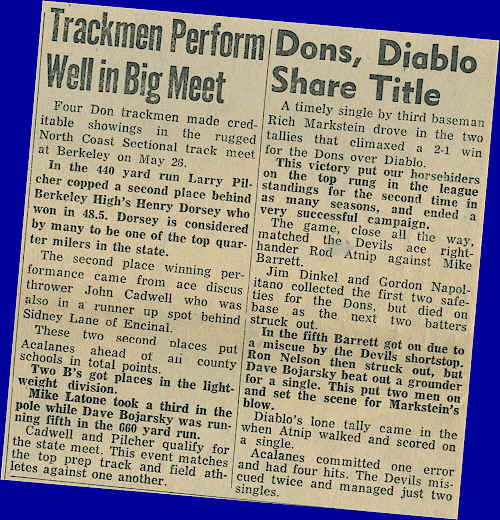 Trackmen Perform
Well in Big Meet
Four Don trackmen made cred-
itable showings in the rugged
North Coast Sectional track meet
at Berkeley on May 26.
In the 440 yard run Larry Pil-
cher copped a second place behind
Berkeley High's Henry Dorsey who
won in 48.5. Dorsey is considered
by many to be one of the top quar-
ter milers in the state.
The second place winning per-
formance came from ace discus
thrower John Cadwell who was
also in a runner up spot behind
Sidney Lane of Encinal.
These two second places put
Acalanes ahead of all county
schools in total points.
Two B's got places in the light-
weight division.
Mike Latone took a third in the
pole while Dave Bojarsky was run-
ning fifth in the 660 yard run.
Cadwell and Pilcher qualify for
the state meet. This event matches
the top prep track and field ath-
letes against one another.
Dons, Diablo
Share Title
A timely single by third baseman
Rich Markstein drove in the two
tallies that climaxed a 2-1 win
for the Dons over Diablo.
This victory put our horsehiders
on the top rung in the league
standings for the second time in
as many seasons, and ended a
very successful campaign.
The game, close all the way,
matched the Devils ace right-
hander Rod Atnip against Mike
Barrett.
Jim Dinkel and Gordon Napol-
itano collected the first two safe-
ties for the Dons, but died on
base as the next two batters
struck out.
In the fifth Barrett got on due to
a miscue by the Devils shortstop.
Ron Nelson then struck out, but
Dave Bojarsky beat out a grounder
for a single. This put two men on
and set the scene for Markstein's
blow.
Diablo's lone tally came in the
when Atnip walked and scored on
a single.
Acalanes committed one error
and had four hits. The Devils mis-
cued twice and managed just two
singles.